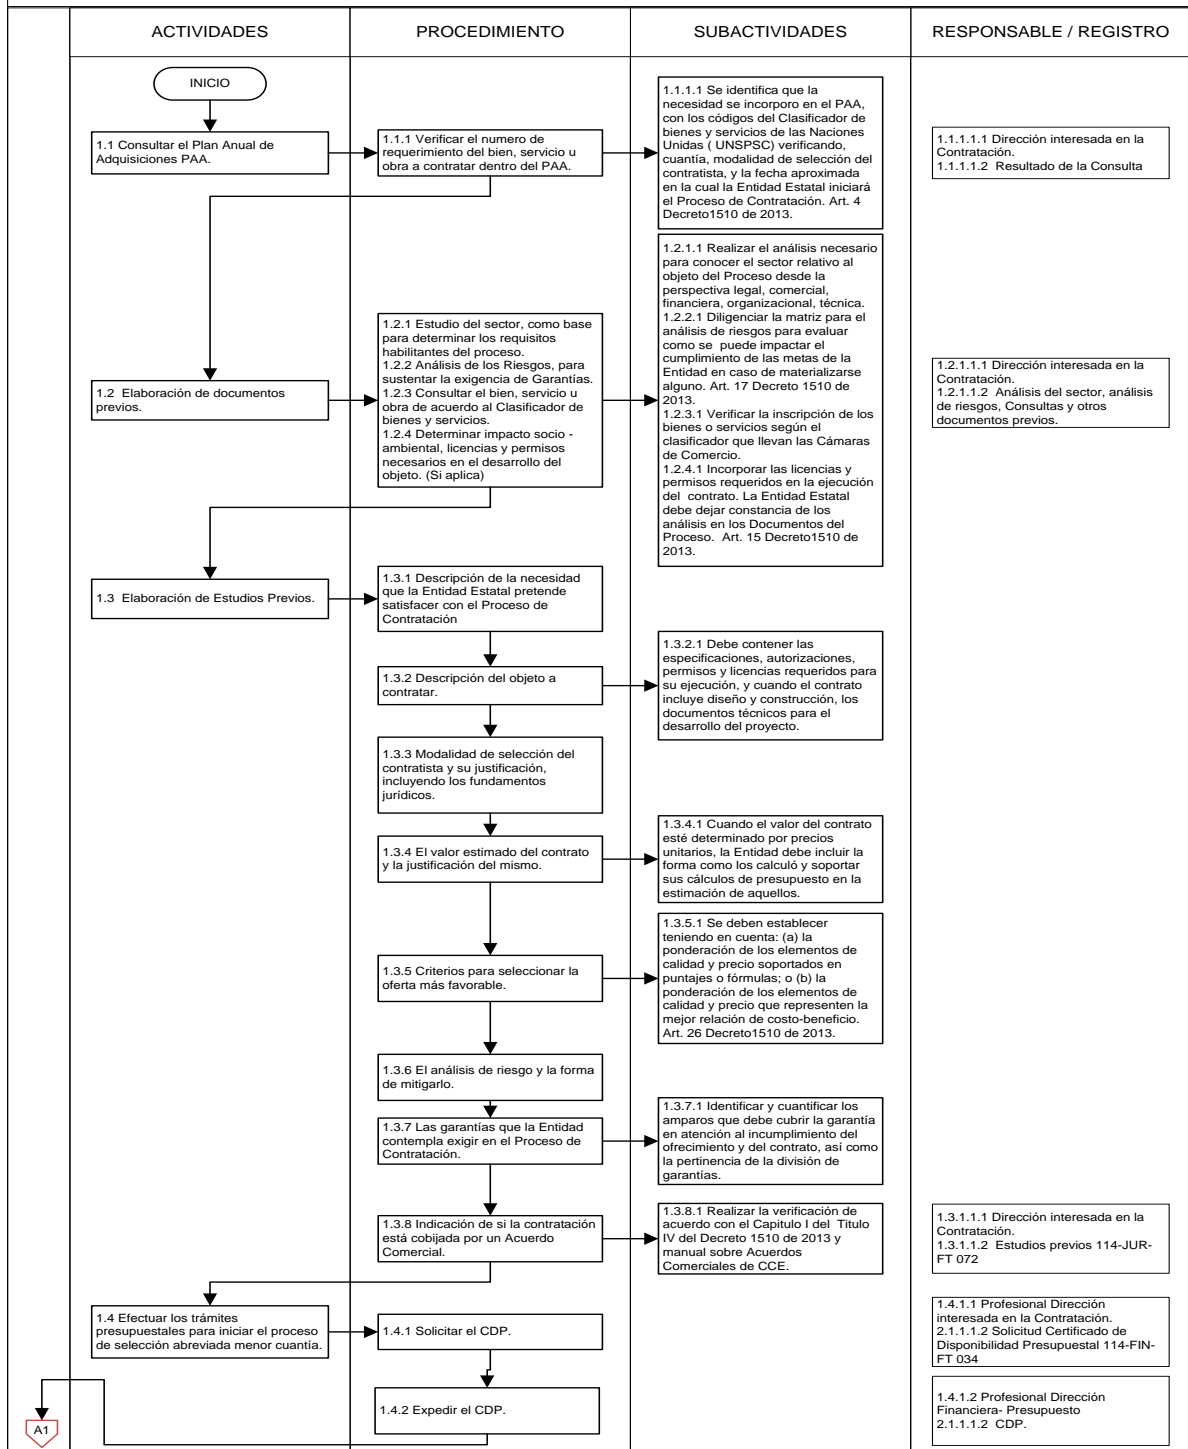 ACTIVIDADES
PROCEDIMIENTO
SUBACTIVIDADES
RESPONSABLE / REGISTRO
INICIO
1.1 Consultar el Plan Anual de
Adquisiciones PAA.
1.1.1 Verificar el numero de
requerimiento del bien, servicio u
obra a contratar dentro del PAA.
1.1.1.1 Se identifica que la
necesidad se incorporo en el PAA,
con los códigos del Clasificador de
bienes y servicios de las Naciones
Unidas ( UNSPSC) verificando,
cuantía, modalidad de selección del
contratista, y la fecha aproximada
en la cual la Entidad Estatal iniciará
el Proceso de Contratación. Art. 4
Decreto1510 de 2013.
1.1.1.1.1 Dirección interesada en la
Contratación.
1.1.1.1.2  Resultado de la Consulta
1.2  Elaboración de documentos
previos.
1.2.1 Estudio del sector, como base
para determinar los requisitos
habilitantes del proceso.
1.2.2 Análisis de los Riesgos, para
sustentar la exigencia de Garantías.
1.2.3 Consultar el bien, servicio u
obra de acuerdo al Clasificador de
bienes y servicios.
1.2.4 Determinar impacto socio -
ambiental, licencias y permisos
necesarios en el desarrollo del
objeto. (Si aplica)
1.2.1.1 Realizar el análisis necesario
para conocer el sector relativo al
objeto del Proceso desde la
perspectiva legal, comercial,
financiera, organizacional, técnica.
1.2.2.1 Diligenciar la matriz para el
análisis de riesgos para evaluar
como se  puede impactar el
cumplimiento de las metas de la
Entidad en caso de materializarse
alguno. Art. 17 Decreto 1510 de
2013.
1.2.3.1 Verificar la inscripción de los
bienes o servicios según el
clasificador que llevan las Cámaras
de Comercio.
1.2.4.1 Incorporar las licencias y
permisos requeridos en la ejecución
del  contrato. La Entidad Estatal
debe dejar constancia de los
análisis en los Documentos del
Proceso.  Art. 15 Decreto1510 de
2013.
1.2.1.1.1 Dirección interesada en la
Contratación.
1.2.1.1.2  Análisis del sector, análisis
de riesgos, Consultas y otros
documentos previos.
1.3  Elaboración de Estudios Previos.
1.3.1 Descripción de la necesidad
que la Entidad Estatal pretende
satisfacer con el Proceso de
Contratación
1.3.2 Descripción del objeto a
contratar.
1.3.2.1 Debe contener las
especificaciones, autorizaciones,
permisos y licencias requeridos para
su ejecución, y cuando el contrato
incluye diseño y construcción, los
documentos técnicos para el
desarrollo del proyecto.
1.3.3 Modalidad de selección del
contratista y su justificación,
incluyendo los fundamentos
jurídicos.
1.3.4 El valor estimado del contrato
y la justificación del mismo.
1.3.4.1 Cuando el valor del contrato
esté determinado por precios
unitarios, la Entidad debe incluir la
forma como los calculó y soportar
sus cálculos de presupuesto en la
estimación de aquellos.
1.3.5 Criterios para seleccionar la
oferta más favorable.
1.3.5.1 Se deben establecer
teniendo en cuenta: (a) la
ponderación de los elementos de
calidad y precio soportados en
puntajes o fórmulas; o (b) la
ponderación de los elementos de
calidad y precio que representen la
mejor relación de costo-beneficio.
Art. 26 Decreto1510 de 2013.
1.3.6 El análisis de riesgo y la forma
de mitigarlo.
1.3.7 Las garantías que la Entidad
contempla exigir en el Proceso de
Contratación.
1.3.7.1 Identificar y cuantificar los
amparos que debe cubrir la garantía
en atención al incumplimiento del
ofrecimiento y del contrato, así como
la pertinencia de la división de
garantías.
1.3.8 Indicación de si la contratación
está cobijada por un Acuerdo
Comercial.
1.3.8.1 Realizar la verificación de
acuerdo con el Capitulo I del  Titulo
IV del Decreto 1510 de 2013 y
manual sobre Acuerdos
Comerciales de CCE.
1.3.1.1.1 Dirección interesada en la
Contratación.
1.3.1.1.2  Estudios previos 114-JUR-
FT 072
1.4 Efectuar los trámites
presupuestales para iniciar el proceso
de selección abreviada menor cuantía.
1.4.1 Solicitar el CDP.
1.4.1.1 Profesional Dirección
interesada en la Contratación.
2.1.1.1.2 Solicitud Certificado de
Disponibilidad Presupuestal 114-FIN-
FT 034
1.4.2 Expedir el CDP.
1.4.1.2 Profesional Dirección
Financiera- Presupuesto
2.1.1.1.2  CDP.
A1